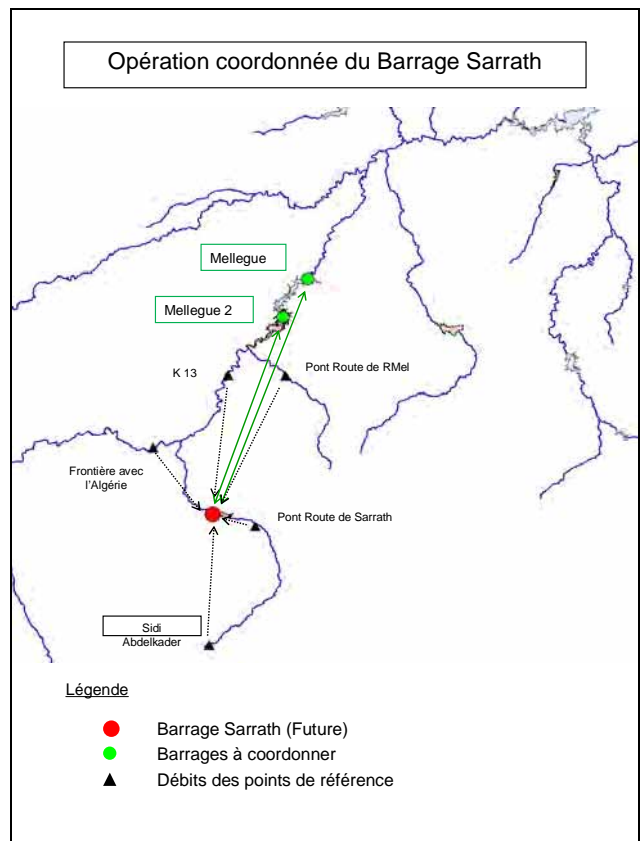 Opération coordonnée du Barrage Sarrath
Mellegue
Mellegue 2
K 13
Pont Route de RMel
Frontière avec
l'Algérie
Pont Route de Sarrath
Sidi
Abdelkader
Légende
Barrage Sarrath (Future)
Barrages à coordonner
Débits des points de référence